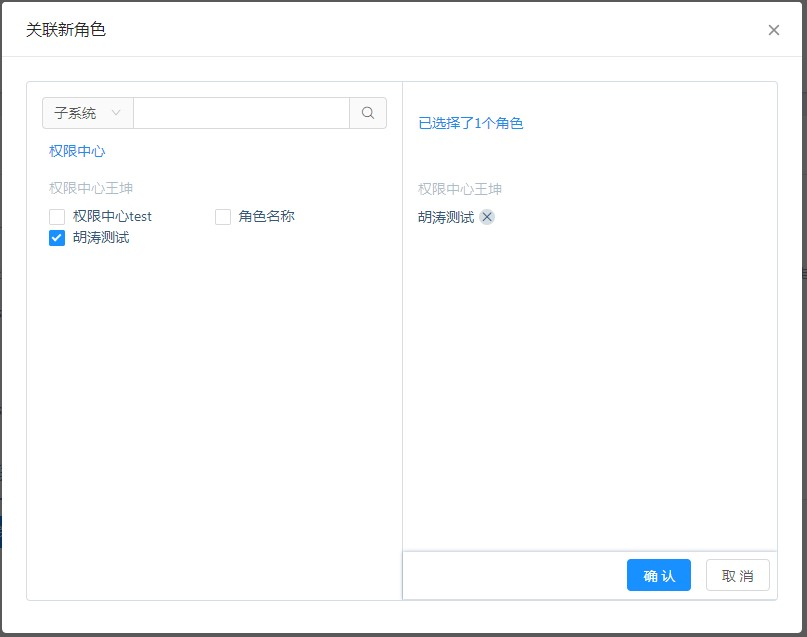 关联新角色
子系统
权限中心
权限中心王坤
权限中心test
角色名称
胡涛测试
已选择了1个角色
权限中心王坤
胡涛测试
确 认
取 消